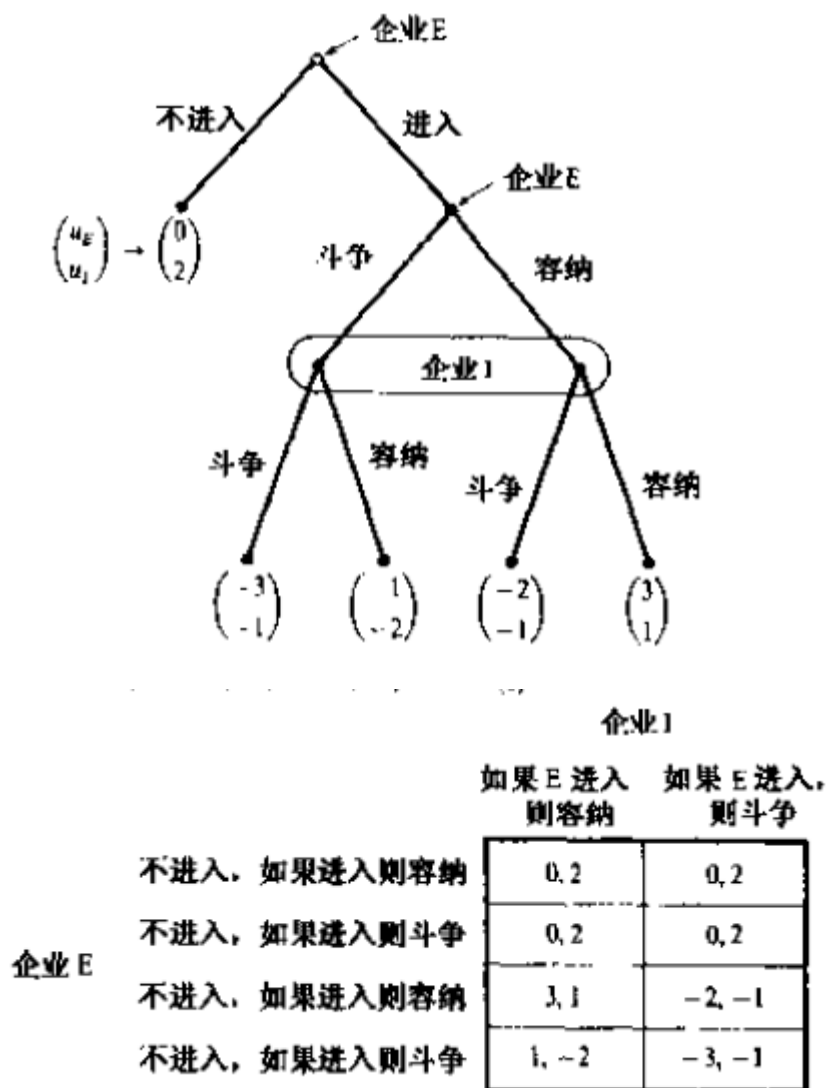 企业E
不进入
进入
企业E
(u_E u_I) → (0 2)
斗争
容纳
企业I
斗争
容纳
斗争
容纳
(-3 -1)
(1 -2)
(-2 -1)
(3 1)
企业I
如果E进入 如果E进入,
则容纳 则斗争
不进入,如果进入则容纳 0, 2 0, 2
不进入,如果进入则斗争 0, 2 0, 2
企业E
不进入,如果进入则容纳 3, 1 -2, -1
不进入,如果进入则斗争 1, -2 -3, -1